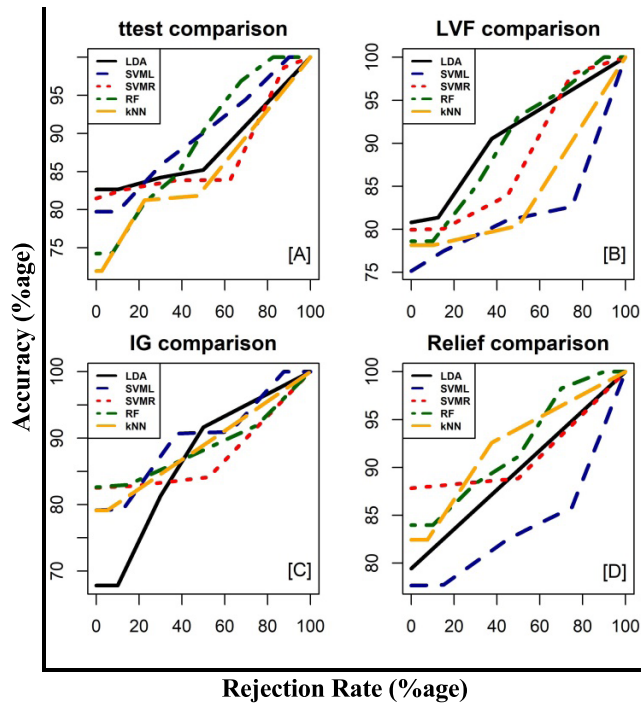 ttest comparison
LDA
SVML
SVMR
RF
kNN
75 80 85 90 95
0 20 40 60 80 100
[A]
LVF comparison
LDA
SVML
SVMR
RF
kNN
75 80 85 90 95 100
0 20 40 60 80 100
[B]
IG comparison
LDA
SVML
SVMR
RF
kNN
70 80 90 100
0 20 40 60 80 100
[C]
Relief comparison
LDA
SVML
SVMR
RF
kNN
80 85 90 95 100
0 20 40 60 80 100
[D]
Accuracy (%age)
Rejection Rate (%age)